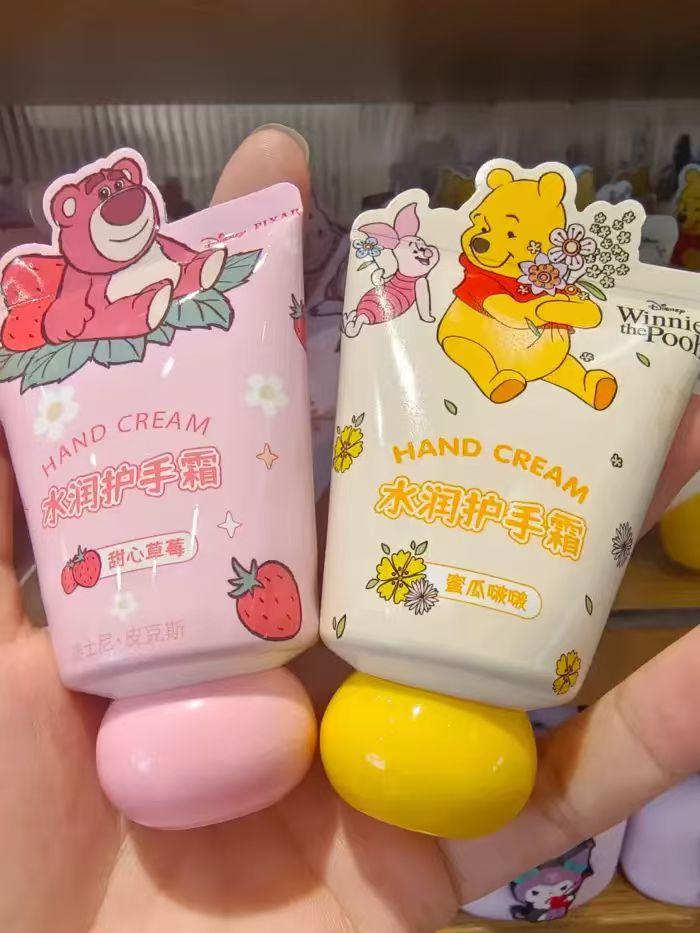 Disney PIXAR
HAND CREAM
水润护手霜
甜心草莓
迪士尼·皮克斯
Disney
Winnie
the Pooh
HAND CREAM
水润护手霜
蜜瓜啵啵